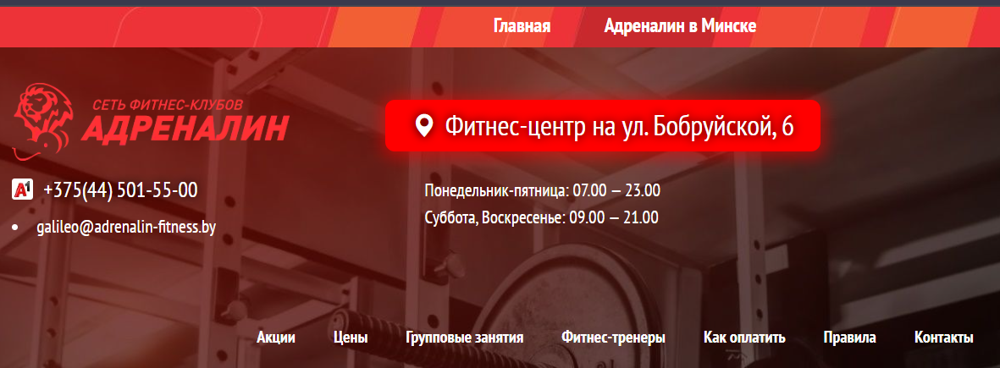 Главная Адреналин в Минске
СЕТЬ ФИТНЕС-КЛУБОВ
АДРЕНАЛИН
Фитнес-центр на ул. Бобруйской, 6
A1 +375(44) 501-55-00
galileo@adrenalin-fitness.by
Понедельник-пятница: 07.00 — 23.00
Суббота, Воскресенье: 09.00 — 21.00
Акции Цены Групповые занятия Фитнес-тренеры Как оплатить Правила Контакты